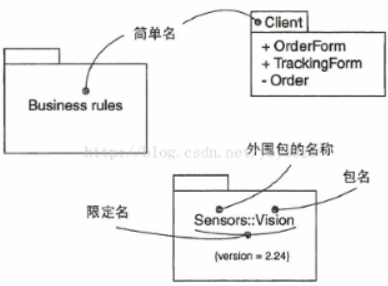 简单名
Client
+ OrderForm
+ TrackingForm
- Order
Business rules
http://blog.csdn.net/
外围包的名称
包名
Sensors::Vision
限定名
{version = 2.24}